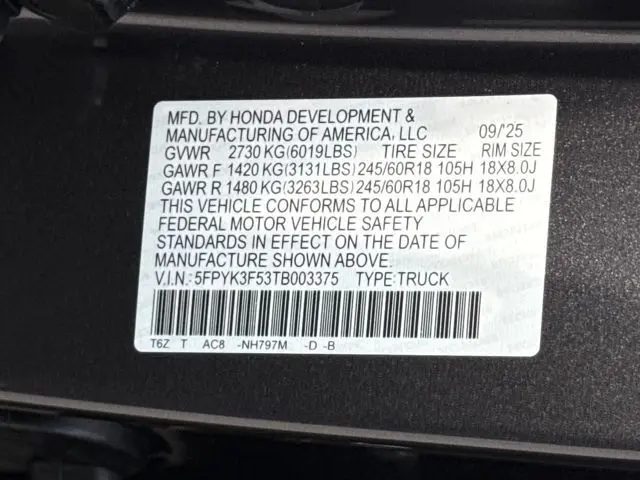 MFD. BY HONDA DEVELOPMENT &
MANUFACTURING OF AMERICA, LLC 09/'25
GVWR 2730 KG(6019LBS) TIRE SIZE RIM SIZE
GAWR F 1420 KG(3131LBS) 245/60R18 105H 18X8.0J
GAWR R 1480 KG(3263LBS) 245/60R18 105H 18X8.0J
THIS VEHICLE CONFORMS TO ALL APPLICABLE
FEDERAL MOTOR VEHICLE SAFETY
STANDARDS IN EFFECT ON THE DATE OF
MANUFACTURE SHOWN ABOVE.
V.I.N.: 5FPYK3F53TB003375 TYPE: TRUCK
T6Z T AC8 -NH797M -D -B